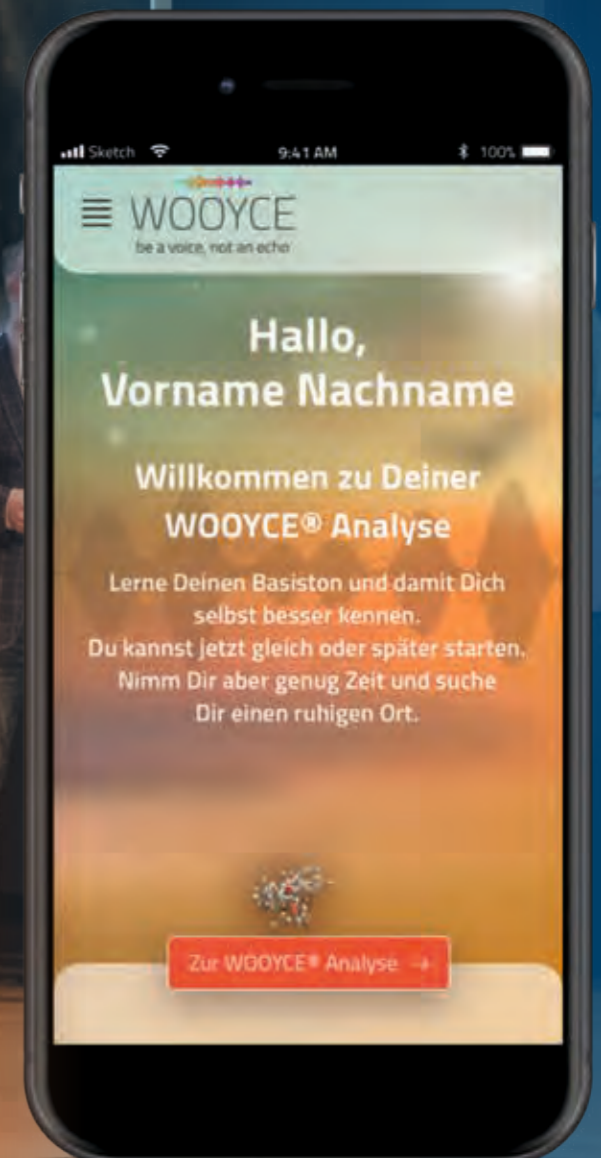 Sketch 9:41 AM 100%
WOOYCE
be a voice, not an echo
Hallo,
Vorname Nachname
Willkommen zu Deiner
WOOYCE® Analyse
Lerne Deinen Basiston und damit Dich
selbst besser kennen.
Du kannst jetzt gleich oder später starten.
Nimm Dir aber genug Zeit und suche
Dir einen ruhigen Ort.
Zur WOOYCE® Analyse →